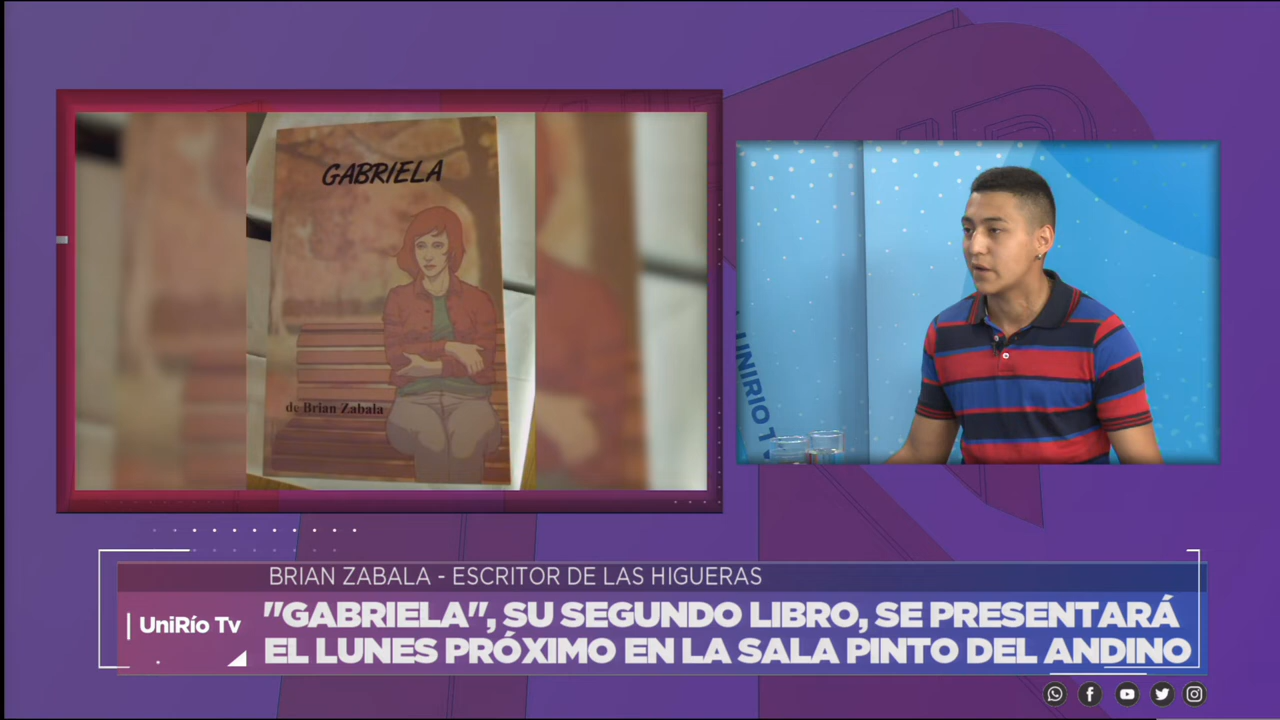 GABRIELA
de Brian Zabala
UNIRIO T
BRIAN ZABALA - ESCRITOR DE LAS HIGUERAS
| UniRío Tv
"GABRIELA", SU SEGUNDO LIBRO, SE PRESENTARÁ
EL LUNES PRÓXIMO EN LA SALA PINTO DEL ANDINO